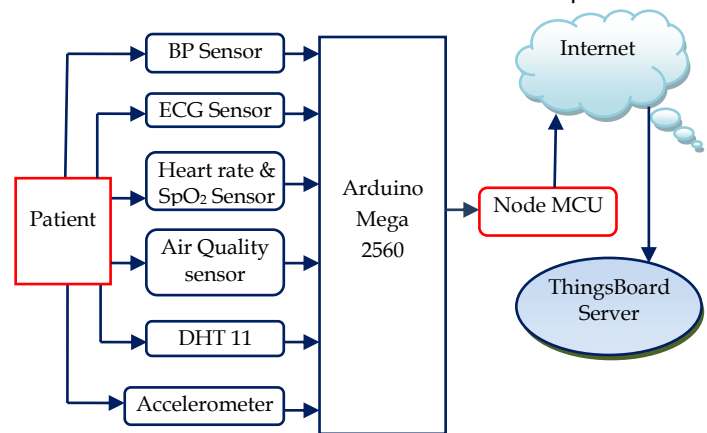 BP Sensor
ECG Sensor
Heart rate &
SpO₂ Sensor
Air Quality
sensor
DHT 11
Accelerometer
Patient
Arduino
Mega
2560
Node MCU
Internet
ThingsBoard
Server